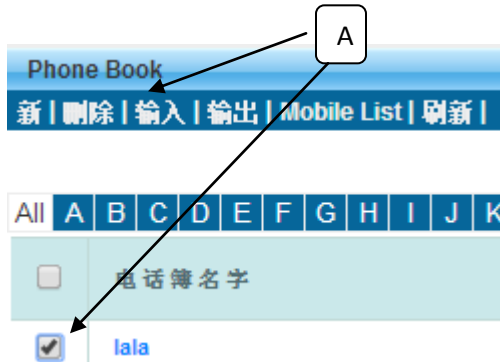 A
Phone Book
新 | 刪除 | 输入 | 输出 | Mobile List | 刷新 |
All A B C D E F G H I J K
电话簿名字
lala